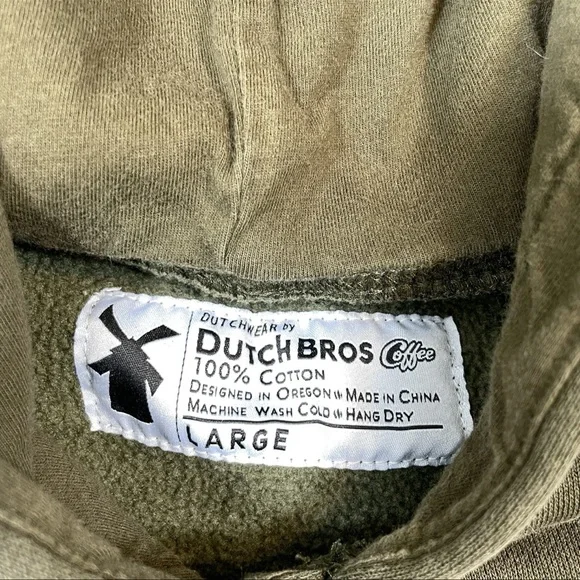 DUTCHWEAR by
DUTCH BROS Coffee
100% COTTON
DESIGNED IN OREGON MADE IN CHINA
MACHINE WASH COLD HANG DRY
LARGE